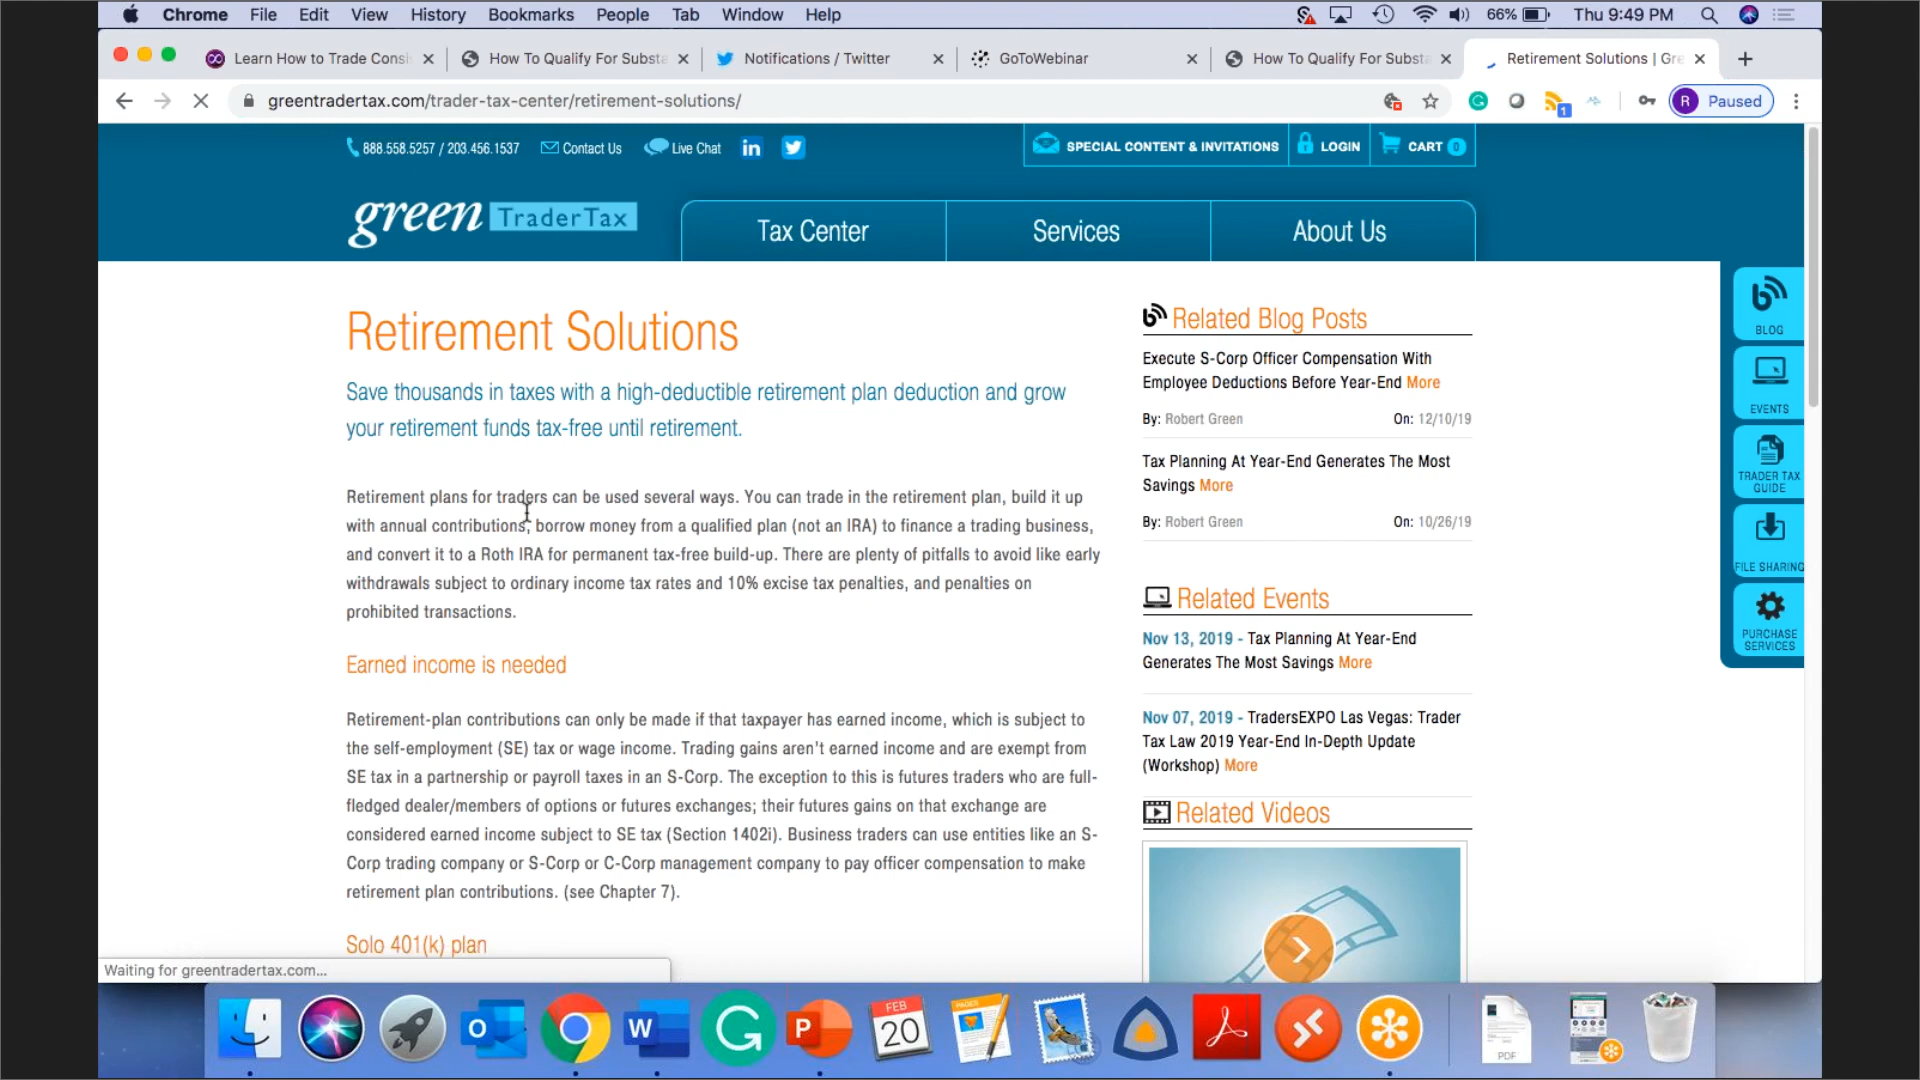 Chrome File Edit View History Bookmarks People Tab Window Help 66% Thu 9:49 PM
Learn How to Trade Consi How To Qualify For Substa Notifications / Twitter GoToWebinar How To Qualify For Substa Retirement Solutions | Gre
greentradertax.com/trader-tax-center/retirement-solutions/ 1 R Paused
888.558.5257 / 203.456.1537 Contact Us Live Chat in SPECIAL CONTENT & INVITATIONS LOGIN CART 0
green TraderTax
Tax Center Services About Us
Retirement Solutions
Save thousands in taxes with a high-deductible retirement plan deduction and grow
your retirement funds tax-free until retirement.
Retirement plans for traders can be used several ways. You can trade in the retirement plan, build it up
with annual contributions, borrow money from a qualified plan (not an IRA) to finance a trading business,
and convert it to a Roth IRA for permanent tax-free build-up. There are plenty of pitfalls to avoid like early
withdrawals subject to ordinary income tax rates and 10% excise tax penalties, and penalties on
prohibited transactions.
Earned income is needed
Retirement-plan contributions can only be made if that taxpayer has earned income, which is subject to
the self-employment (SE) tax or wage income. Trading gains aren't earned income and are exempt from
SE tax in a partnership or payroll taxes in an S-Corp. The exception to this is futures traders who are full-
fledged dealer/members of options or futures exchanges; their futures gains on that exchange are
considered earned income subject to SE tax (Section 1402i). Business traders can use entities like an S-
Corp trading company or S-Corp or C-Corp management company to pay officer compensation to make
retirement plan contributions. (see Chapter 7).
Solo 401(k) plan
Related Blog Posts
Execute S-Corp Officer Compensation With
Employee Deductions Before Year-End More
By: Robert Green On: 12/10/19
Tax Planning At Year-End Generates The Most
Savings More
By: Robert Green On: 10/26/19
Related Events
Nov 13, 2019 - Tax Planning At Year-End
Generates The Most Savings More
Nov 07, 2019 - TradersEXPO Las Vegas: Trader
Tax Law 2019 Year-End In-Depth Update
(Workshop) More
Related Videos
BLOG
EVENTS
TRADER TAX
GUIDE
FILE SHARING
PURCHASE
SERVICES
Waiting for greentradertax.com...
FEB
20
PAGES
PDF